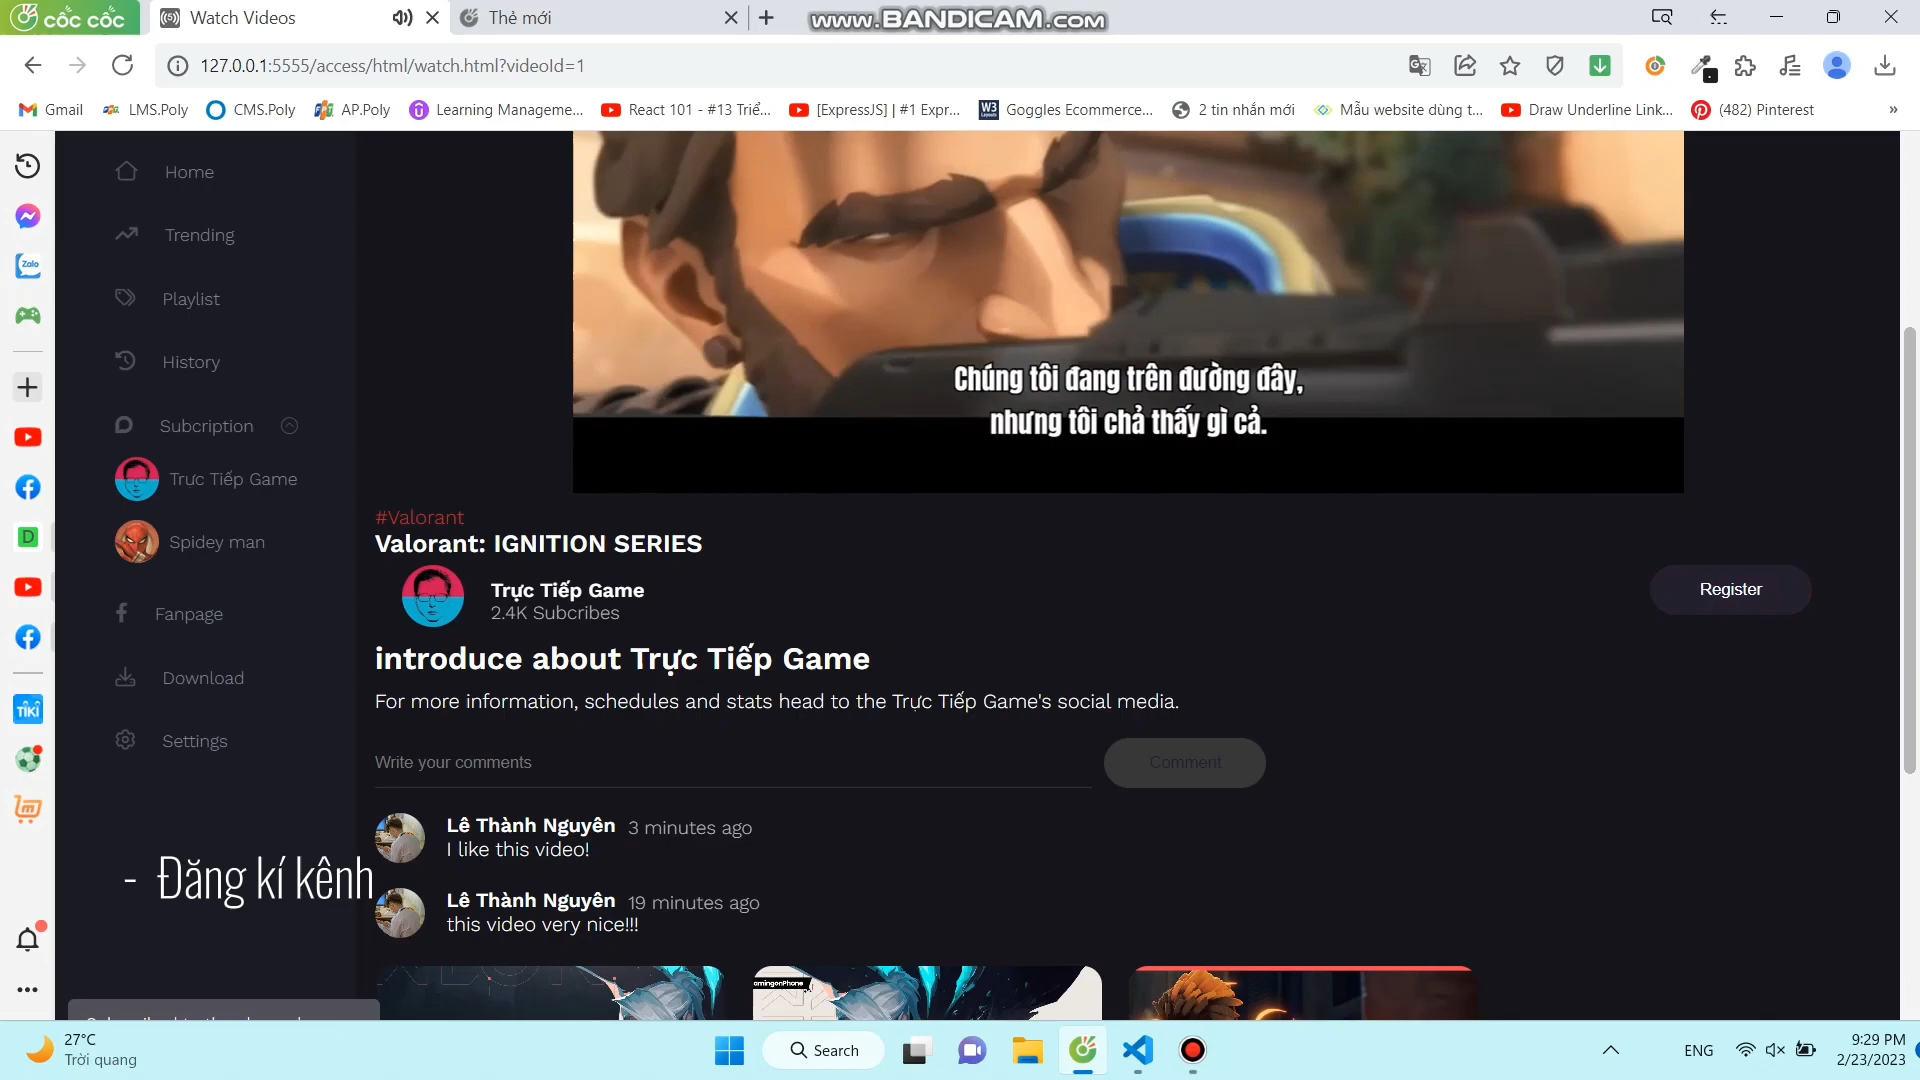 cốc cốc
Watch Videos
Thẻ mới
www.BANDICAM.com
127.0.0.1:5555/access/html/watch.html?videoId=1
Gmail
LMS.Poly
CMS.Poly
AP.Poly
Learning Manageme...
React 101 - #13 Triể...
[ExpressJS] | #1 Expr...
Goggles Ecommerce...
2 tin nhắn mới
Mẫu website dùng t...
Draw Underline Link...
(482) Pinterest
»
Home
Trending
Playlist
History
Subcription
Trực Tiếp Game
Spidey man
Fanpage
Download
Settings
Zalo
D
TIKI
Chúng tôi đang trên đường đây,
nhưng tôi chả thấy gì cả.
#Valorant
Valorant: IGNITION SERIES
Trực Tiếp Game
2.4K Subcribes
Register
introduce about Trực Tiếp Game
For more information, schedules and stats head to the Trực Tiếp Game's social media.
Write your comments
Comment
Lê Thành Nguyên 3 minutes ago
I like this video!
- Đăng kí kênh
Lê Thành Nguyên 19 minutes ago
this video very nice!!!
amingonPhone
27°C
Trời quang
Search
ENG
9:29 PM
2/23/2023